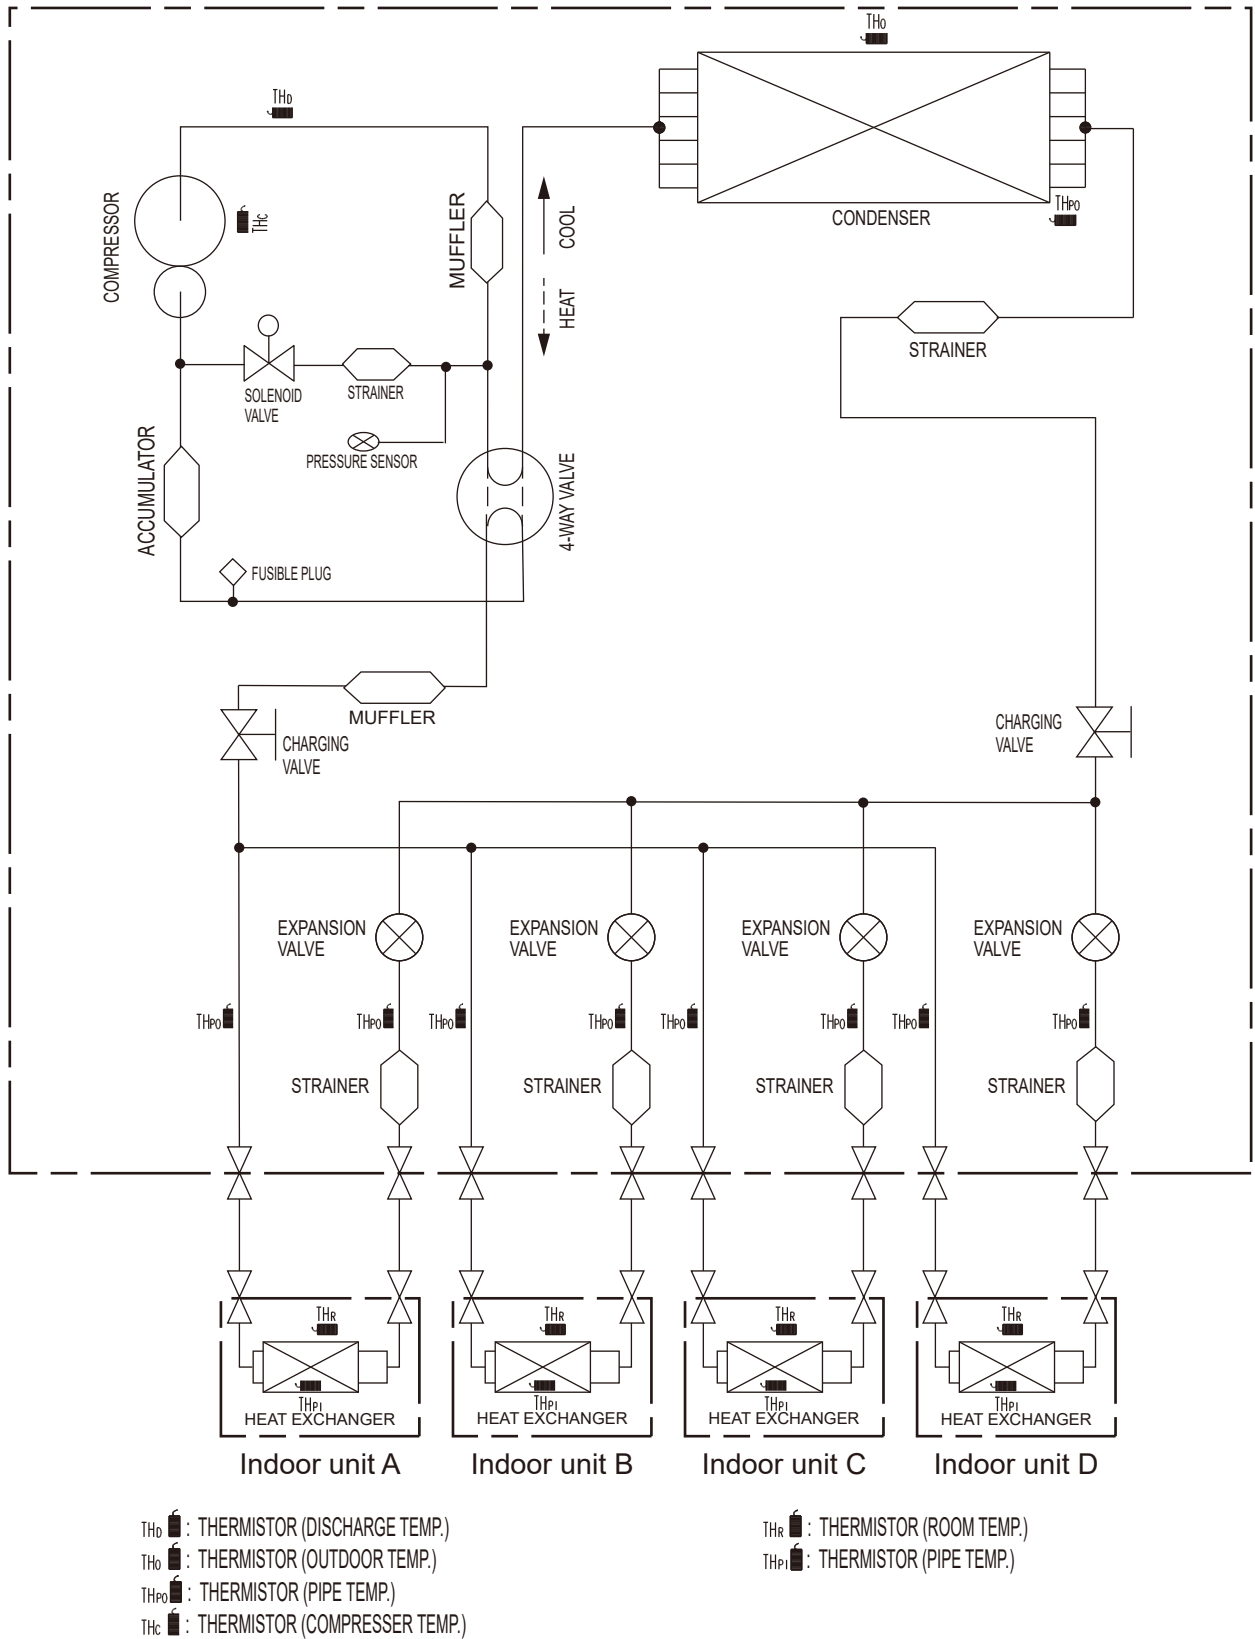 THO
THD
COMPRESSOR
THC
MUFFLER
COOL
HEAT
CONDENSER
THPO
STRAINER
SOLENOID
VALVE
STRAINER
PRESSURE SENSOR
ACCUMULATOR
4-WAY VALVE
FUSIBLE PLUG
MUFFLER
CHARGING
VALVE
CHARGING
VALVE
EXPANSION
VALVE
EXPANSION
VALVE
EXPANSION
VALVE
EXPANSION
VALVE
THPO
THPO
THPO
THPO
THPO
THPO
THPO
THPO
STRAINER
STRAINER
STRAINER
STRAINER
THR
THR
THR
THR
THPI
THPI
THPI
THPI
HEAT EXCHANGER
HEAT EXCHANGER
HEAT EXCHANGER
HEAT EXCHANGER
Indoor unit A
Indoor unit B
Indoor unit C
Indoor unit D
THD : THERMISTOR (DISCHARGE TEMP.)
THO : THERMISTOR (OUTDOOR TEMP.)
THPO : THERMISTOR (PIPE TEMP.)
THC : THERMISTOR (COMPRESSER TEMP.)
THR : THERMISTOR (ROOM TEMP.)
THPI : THERMISTOR (PIPE TEMP.)